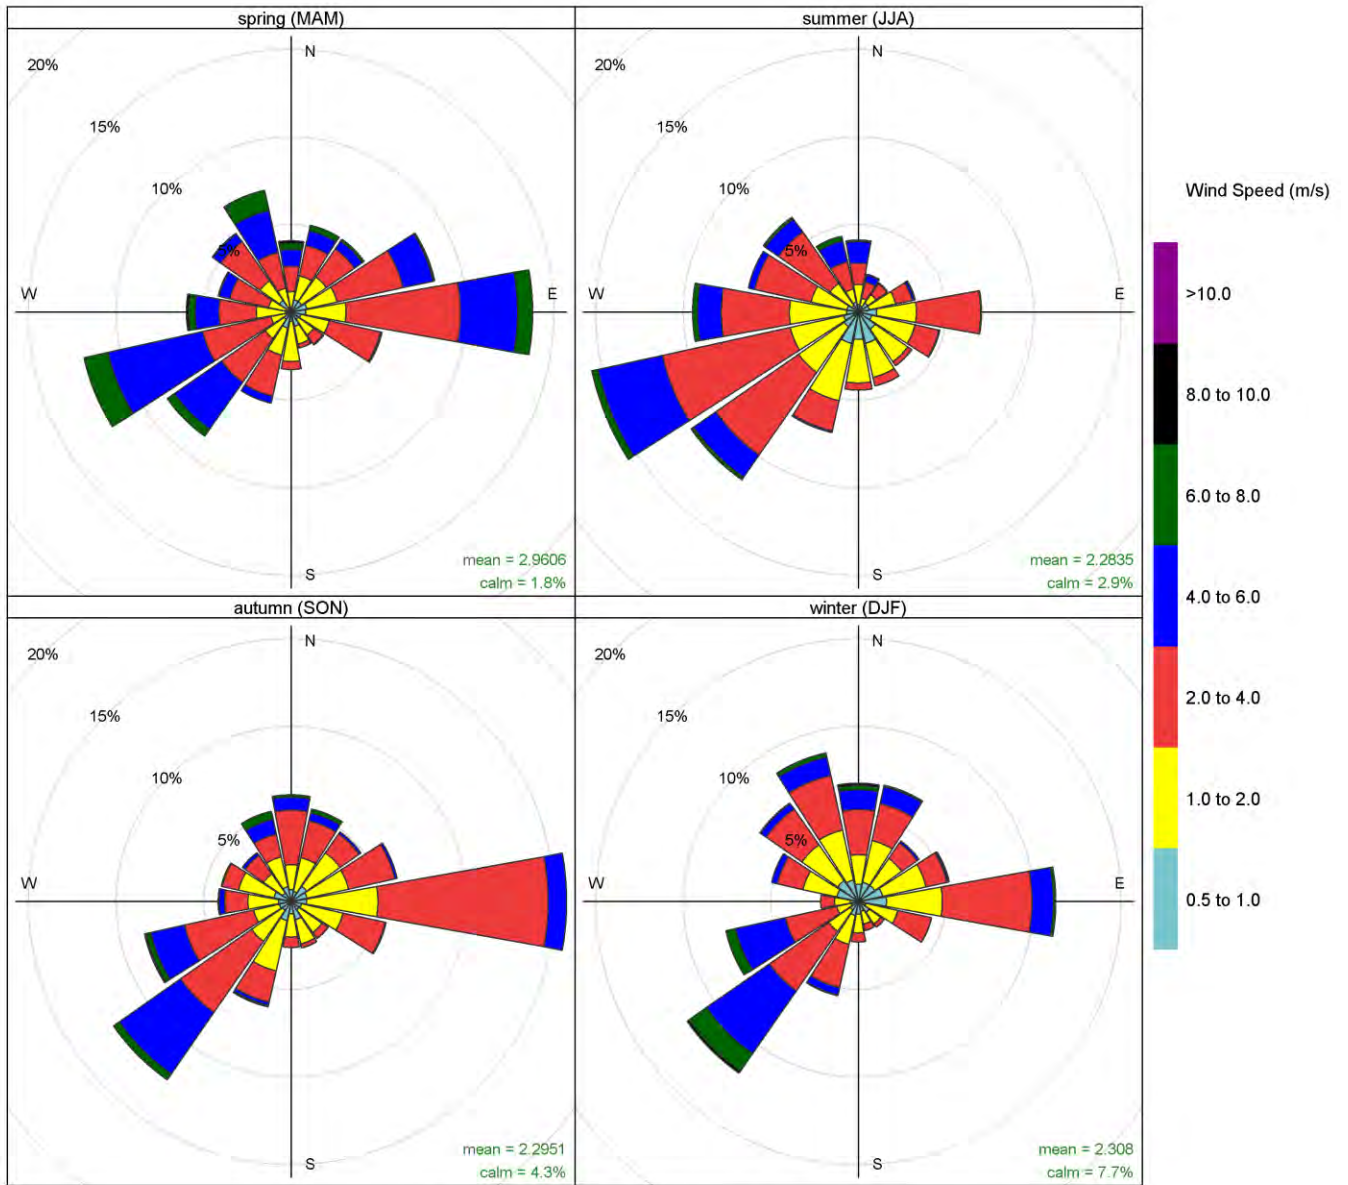 spring (MAM)
20%
15%
10%
5%
N
W
E
S
mean = 2.9606
calm = 1.8%
summer (JJA)
20%
15%
10%
5%
N
W
E
S
mean = 2.2835
calm = 2.9%
autumn (SON)
20%
15%
10%
5%
N
W
E
S
mean = 2.2951
calm = 4.3%
winter (DJF)
20%
15%
10%
5%
N
W
E
S
mean = 2.308
calm = 7.7%
Wind Speed (m/s)
>10.0
8.0 to 10.0
6.0 to 8.0
4.0 to 6.0
2.0 to 4.0
1.0 to 2.0
0.5 to 1.0